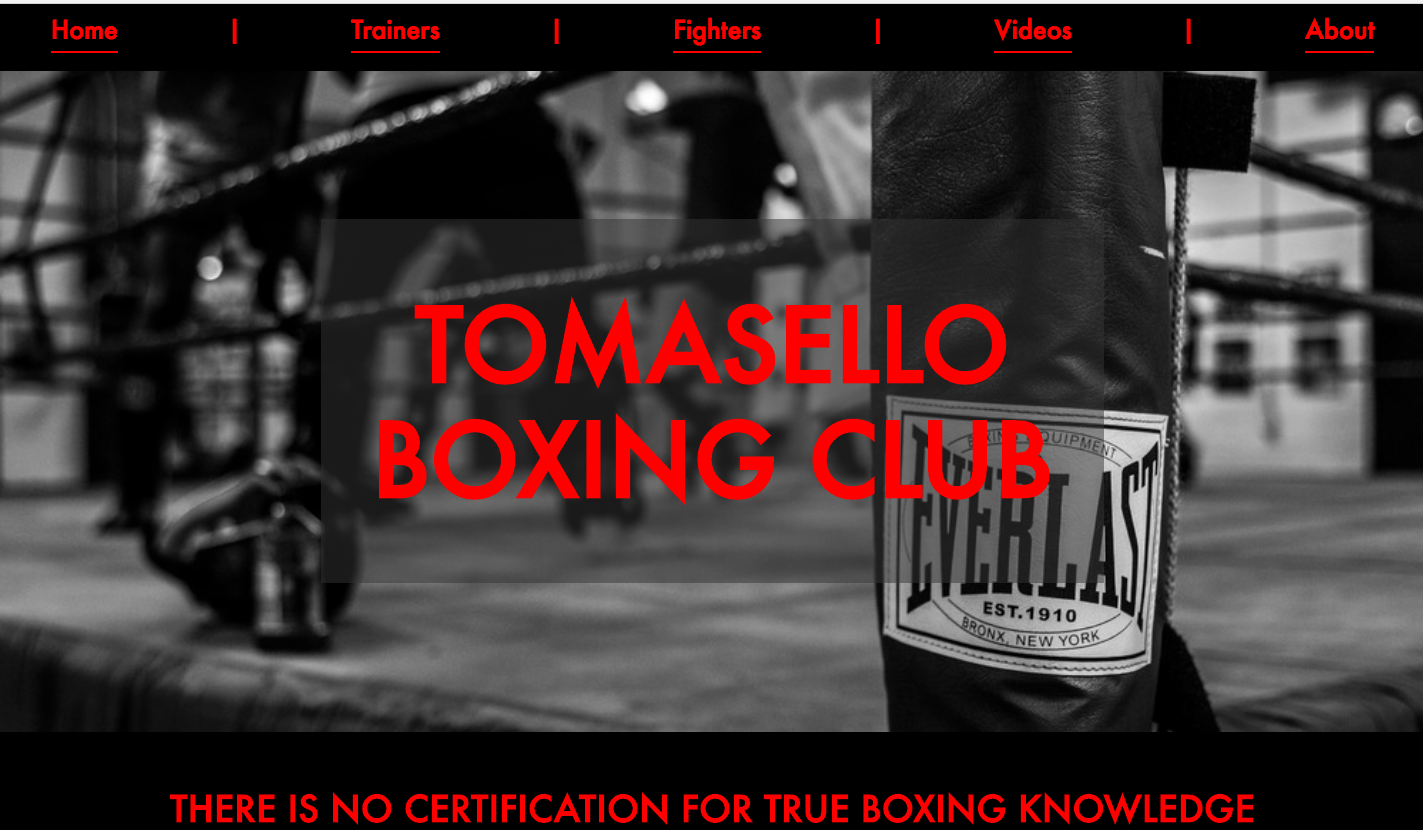 Home | Trainers | Fighters | Videos | About
TOMASELLO
BOXING CLUB
BOXING EQUIPMENT
EVERLAST
EST.1910
BRONX, NEW YORK
THERE IS NO CERTIFICATION FOR TRUE BOXING KNOWLEDGE